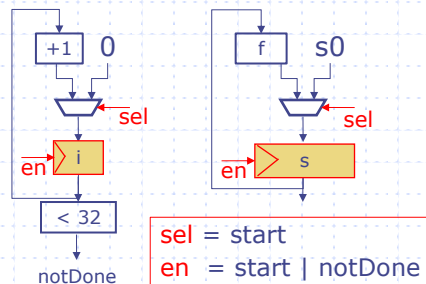 +1 0 f s0
sel sel
en i en s
< 32
notDone
sel = start
en = start | notDone